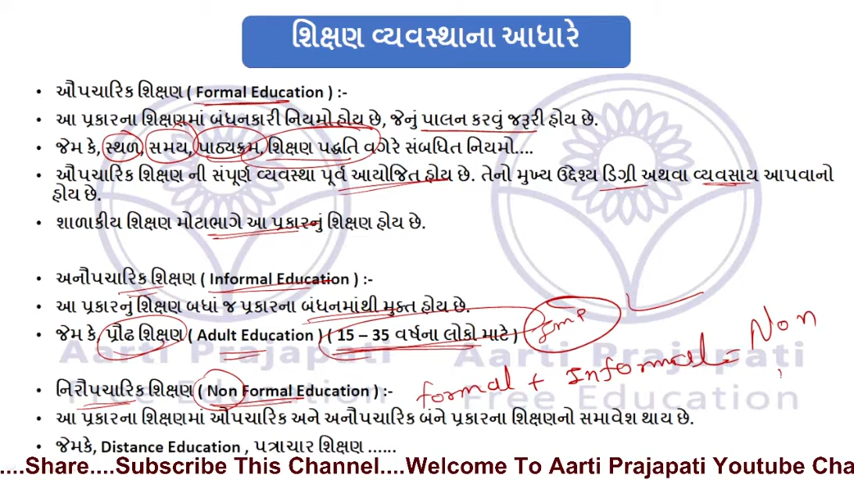 શિક્ષણ વ્યવસ્થાના આધારે
• ઔપચારિક શિક્ષણ ( Formal Education ) :-
• આ પ્રકારના શિક્ષણમાં બંધનકારી નિયમો હોય છે, જેનું પાલન કરવું જરૂરી હોય છે.
• જેમ કે, સ્થળ, સમય, પાઠ્યક્રમ, શિક્ષણ પદ્ધતિ વગેરે સંબધિત નિયમો....
• ઔપચારિક શિક્ષણ ની સંપૂર્ણ વ્યવસ્થા પૂર્વ આયોજિત હોય છે. તેનો મુખ્ય ઉદ્દેશ્ય ડિગ્રી અથવા વ્યવસાય આપવાનો
હોય છે.
• શાળાકીય શિક્ષણ મોટાભાગે આ પ્રકારનું શિક્ષણ હોય છે.
• અનૌપચારિક શિક્ષણ ( Informal Education ) :-
• આ પ્રકારનું શિક્ષણ બધાં જ પ્રકારના બંધનમાંથી મુક્ત હોય છે.
• જેમ કે, પ્રૌઢ શિક્ષણ ( Adult Education ) ( 15 – 35 વર્ષના લોકો માટે ) Imp
• નિરૌપચારિક શિક્ષણ ( Non Formal Education ) :-
formal + Informal = Non
• આ પ્રકારના શિક્ષણમાં ઔપચારિક અને અનૌપચારિક બંને પ્રકારના શિક્ષણનો સમાવેશ થાય છે.
• જેમકે, Distance Education , પત્રાચાર શિક્ષણ ......
Aarti Prajapati Aarti Prajapati
Free Education Free Education
....Share....Subscribe This Channel....Welcome To Aarti Prajapati Youtube Cha